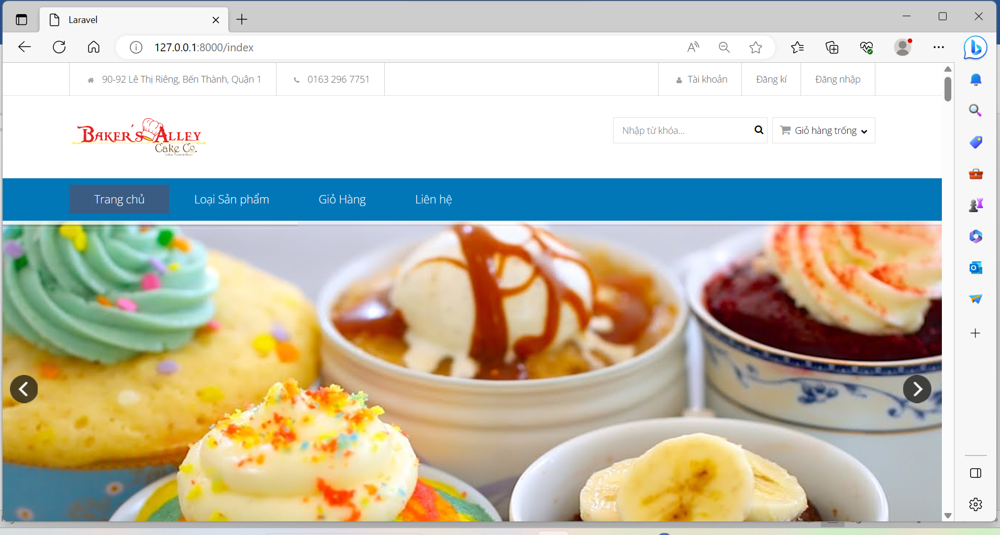 Laravel
127.0.0.1:8000/index
90-92 Lê Thị Riêng, Bến Thành, Quận 1
0163 296 7751
Tài khoản
Đăng kí
Đăng nhập
BAKER'S ALLEY
Cake Co.
Nhập từ khóa...
Giỏ hàng trống
Trang chủ
Loại Sản phẩm
Giỏ Hàng
Liên hệ